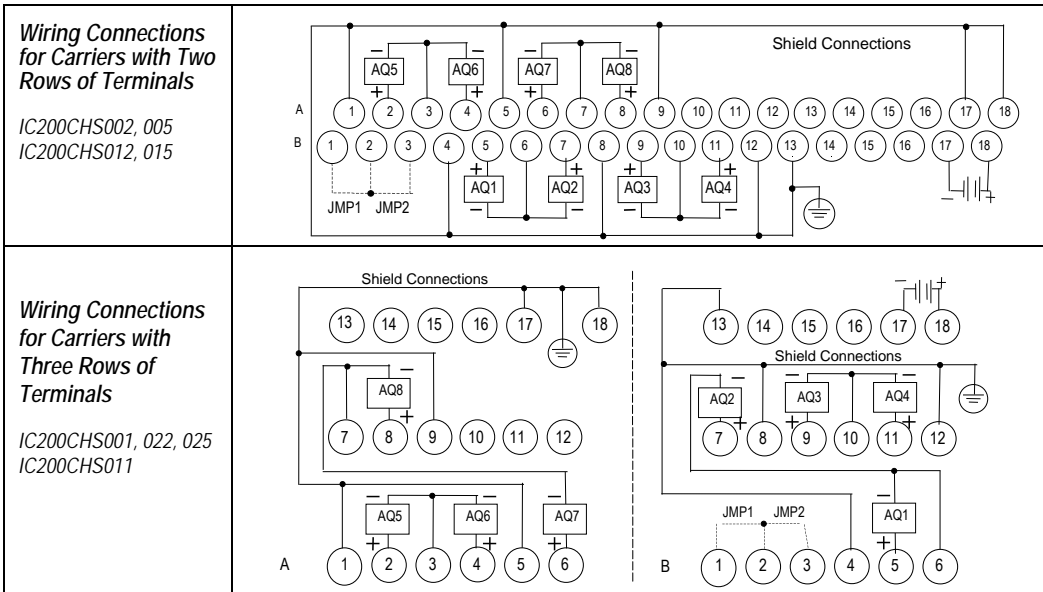 Wiring Connections
for Carriers with Two
Rows of Terminals
IC200CHS002, 005
IC200CHS012, 015
Shield Connections
AQ5 AQ6 AQ7 AQ8
A 1 2 3 4 5 6 7 8 9 10 11 12 13 14 15 16 17 18
B 1 2 3 4 5 6 7 8 9 10 11 12 13 14 15 16 17 18
AQ1 AQ2 AQ3 AQ4
JMP1 JMP2
Wiring Connections
for Carriers with
Three Rows of
Terminals
IC200CHS001, 022, 025
IC200CHS011
Shield Connections
13 14 15 16 17 18
AQ8
7 8 9 10 11 12
AQ5 AQ6 AQ7
A 1 2 3 4 5 6
13 14 15 16 17 18
Shield Connections
AQ2 AQ3 AQ4
7 8 9 10 11 12
JMP1 JMP2 AQ1
B 1 2 3 4 5 6